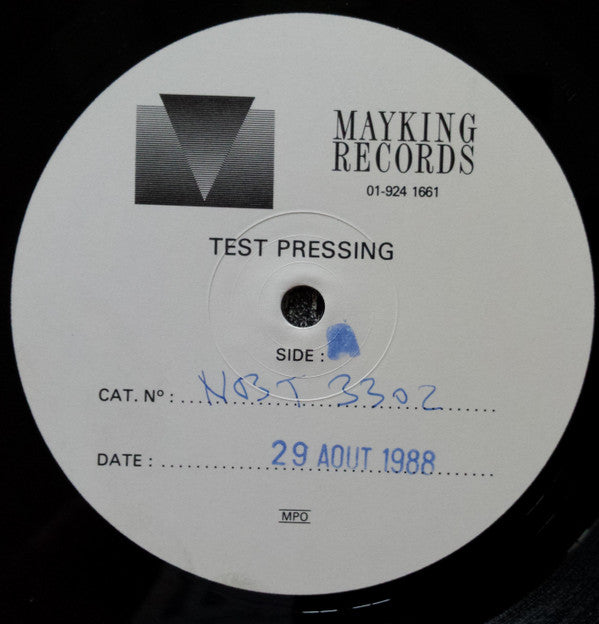 MAYKING
RECORDS
01-924 1661
TEST PRESSING
SIDE : A
CAT. Nº : NBT 3302
DATE : 29 AOUT 1988
MPO